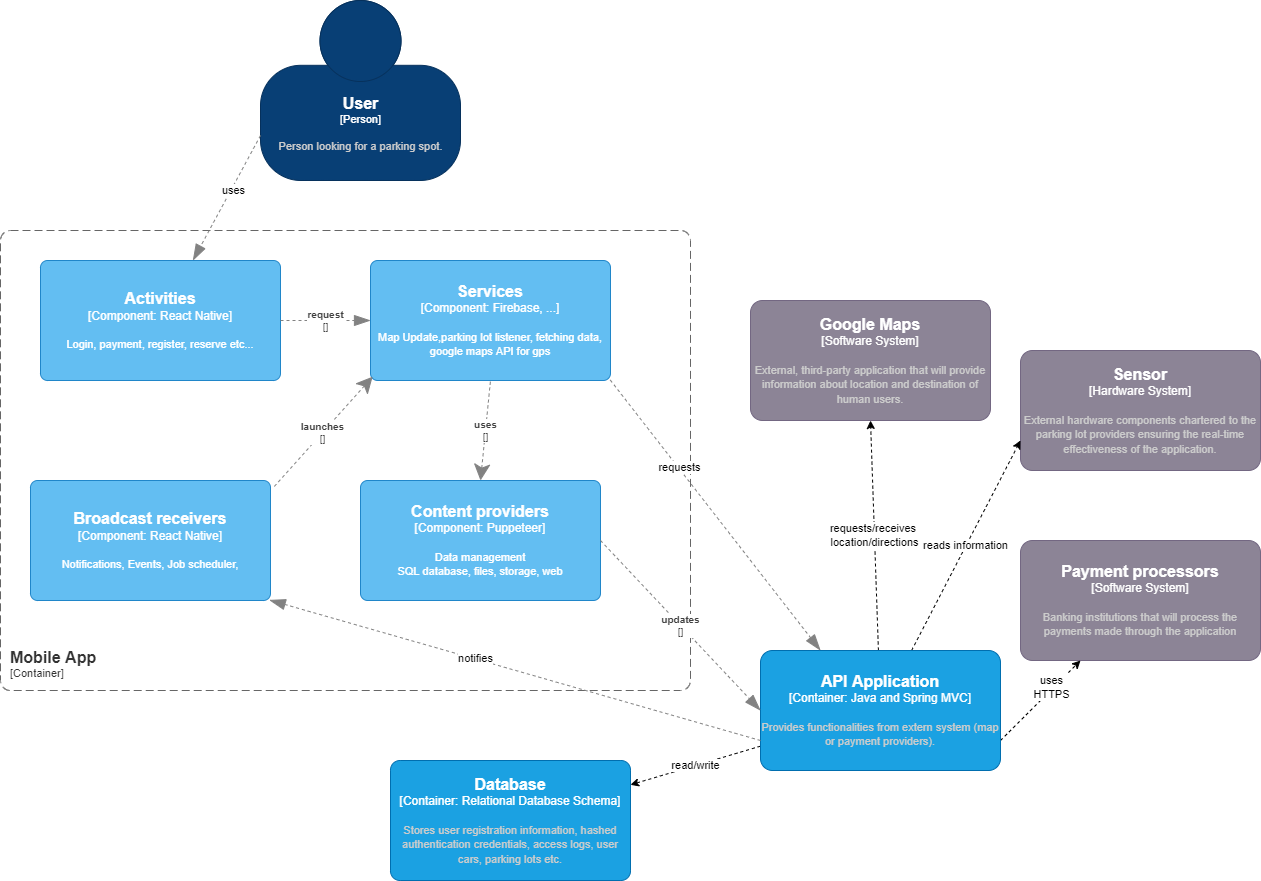 User
[Person]
Person looking for a parking spot.
uses
Activities
[Component: React Native]
Login, payment, register, reserve etc...
request
[]
Services
[Component: Firebase, ...]
Map Update,parking lot listener, fetching data,
google maps API for gps
launches
[]
uses
[]
requests
Broadcast receivers
[Component: React Native]
Notifications, Events, Job scheduler,
Content providers
[Component: Puppeteer]
Data management
SQL database, files, storage, web
updates
[]
Mobile App
[Container]
notifies
Google Maps
[Software System]
External, third-party application that will provide
information about location and destination of
human users.
Sensor
[Hardware System]
External hardware components chartered to the
parking lot providers ensuring the real-time
effectiveness of the application.
requests/receives
location/directions
reads information
Payment processors
[Software System]
Banking institutions that will process the
payments made through the application
uses
HTTPS
API Application
[Container: Java and Spring MVC]
Provides functionalities from extern system (map
or payment providers).
read/write
Database
[Container: Relational Database Schema]
Stores user registration information, hashed
authentication credentials, access logs, user
cars, parking lots etc.